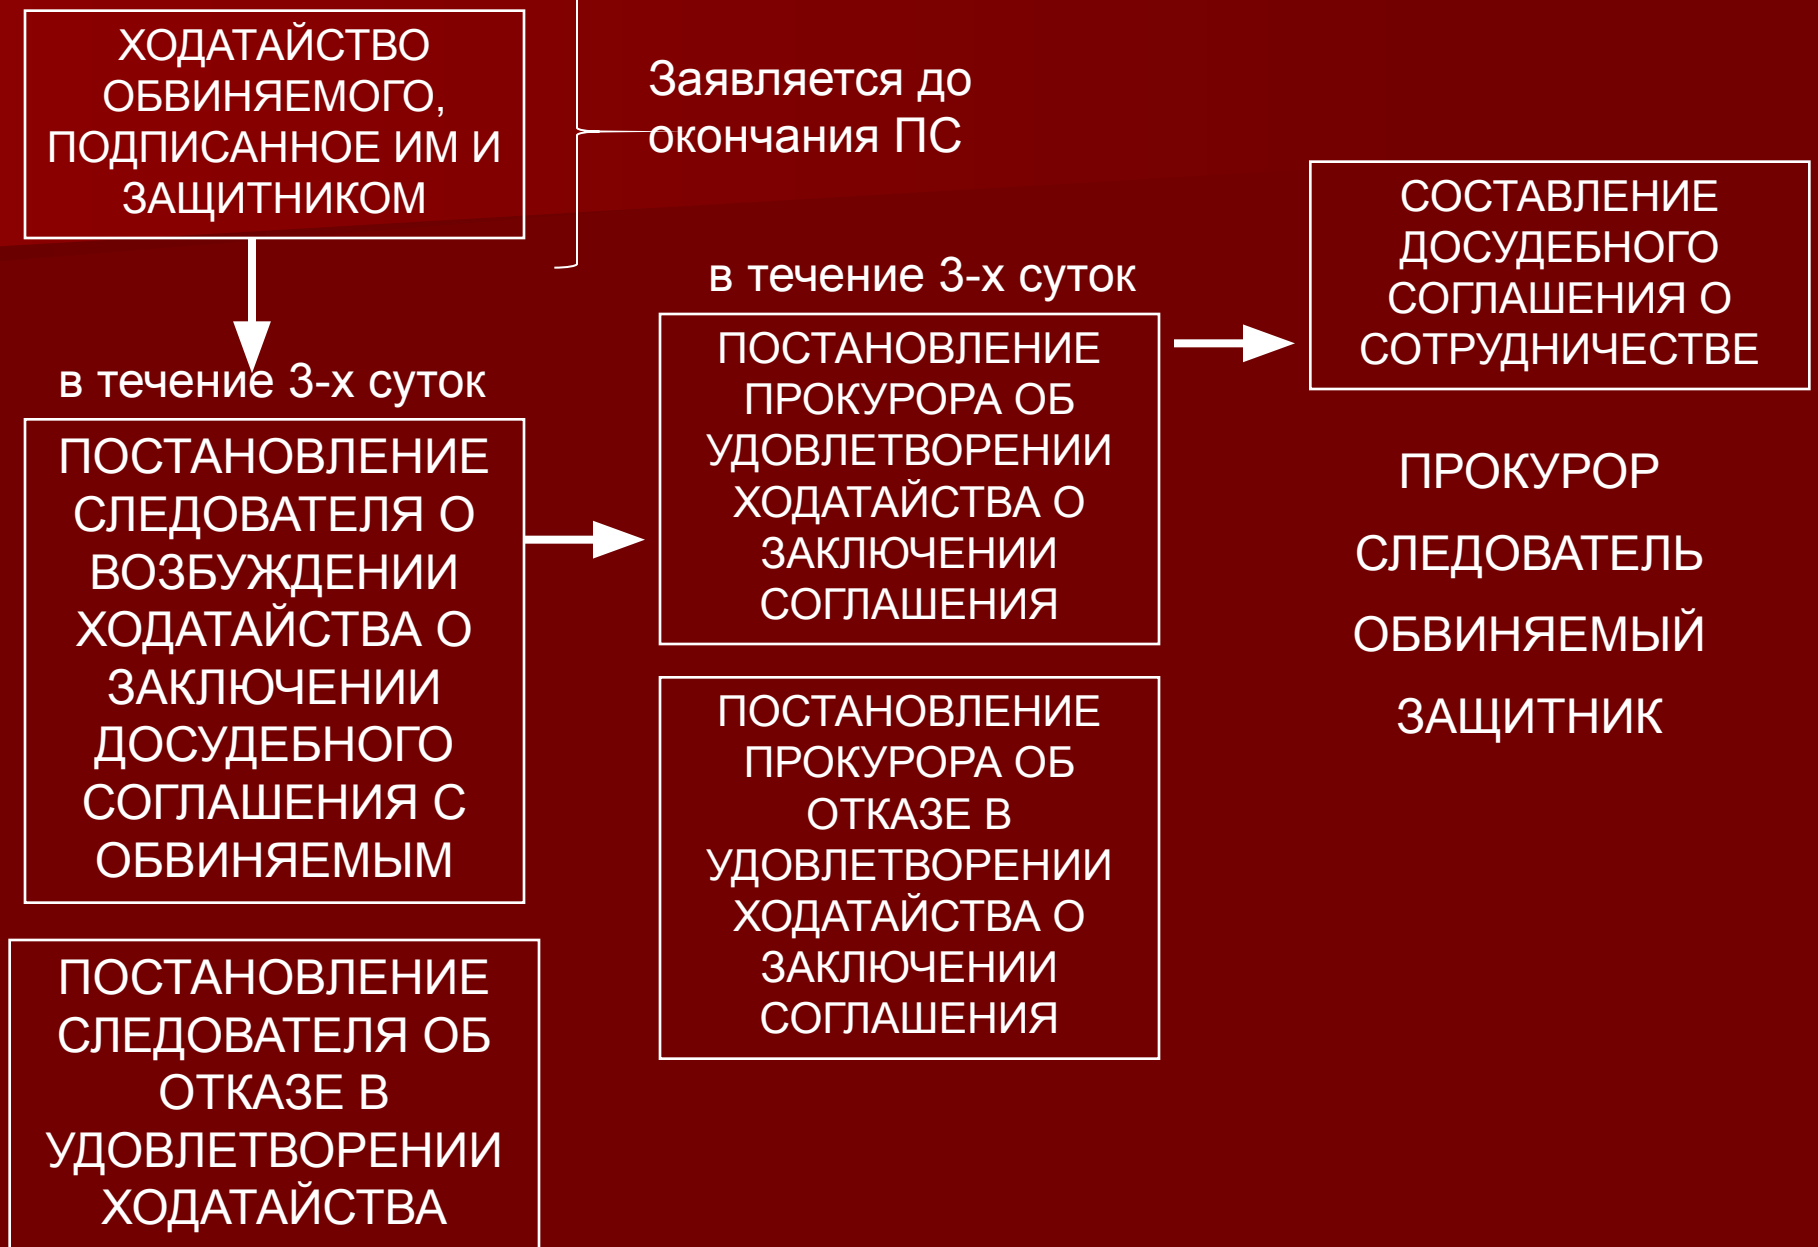 ХОДАТАЙСТВО
ОБВИНЯЕМОГО,
ПОДПИСАННОЕ ИМ И
ЗАЩИТНИКОМ
Заявляется до
окончания ПС
в течение 3-х суток
ПОСТАНОВЛЕНИЕ
СЛЕДОВАТЕЛЯ О
ВОЗБУЖДЕНИИ
ХОДАТАЙСТВА О
ЗАКЛЮЧЕНИИ
ДОСУДЕБНОГО
СОГЛАШЕНИЯ С
ОБВИНЯЕМЫМ
ПОСТАНОВЛЕНИЕ
СЛЕДОВАТЕЛЯ ОБ
ОТКАЗЕ В
УДОВЛЕТВОРЕНИИ
ХОДАТАЙСТВА
в течение 3-х суток
ПОСТАНОВЛЕНИЕ
ПРОКУРОРА ОБ
УДОВЛЕТВОРЕНИИ
ХОДАТАЙСТВА О
ЗАКЛЮЧЕНИИ
СОГЛАШЕНИЯ
ПОСТАНОВЛЕНИЕ
ПРОКУРОРА ОБ
ОТКАЗЕ В
УДОВЛЕТВОРЕНИИ
ХОДАТАЙСТВА О
ЗАКЛЮЧЕНИИ
СОГЛАШЕНИЯ
СОСТАВЛЕНИЕ
ДОСУДЕБНОГО
СОГЛАШЕНИЯ О
СОТРУДНИЧЕСТВЕ
ПРОКУРОР
СЛЕДОВАТЕЛЬ
ОБВИНЯЕМЫЙ
ЗАЩИТНИК